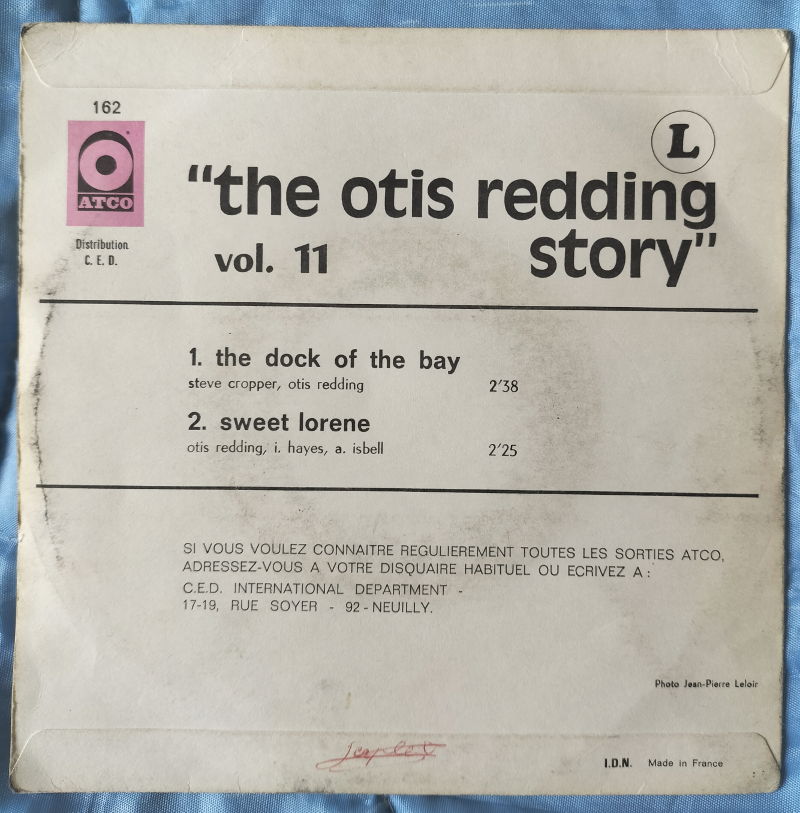 162
L
ATCO
Distribution
C. E. D.
"the otis redding
story"
vol. 11
1. the dock of the bay
steve cropper, otis redding 2'38
2. sweet lorene
otis redding, i. hayes, a. isbell 2'25
SI VOUS VOULEZ CONNAITRE REGULIEREMENT TOUTES LES SORTIES ATCO,
ADRESSEZ-VOUS A VOTRE DISQUAIRE HABITUEL OU ECRIVEZ A :
C.E.D. INTERNATIONAL DEPARTMENT -
17-19, RUE SOYER - 92 - NEUILLY.
Photo Jean-Pierre Leloir
I.D.N. Made in France